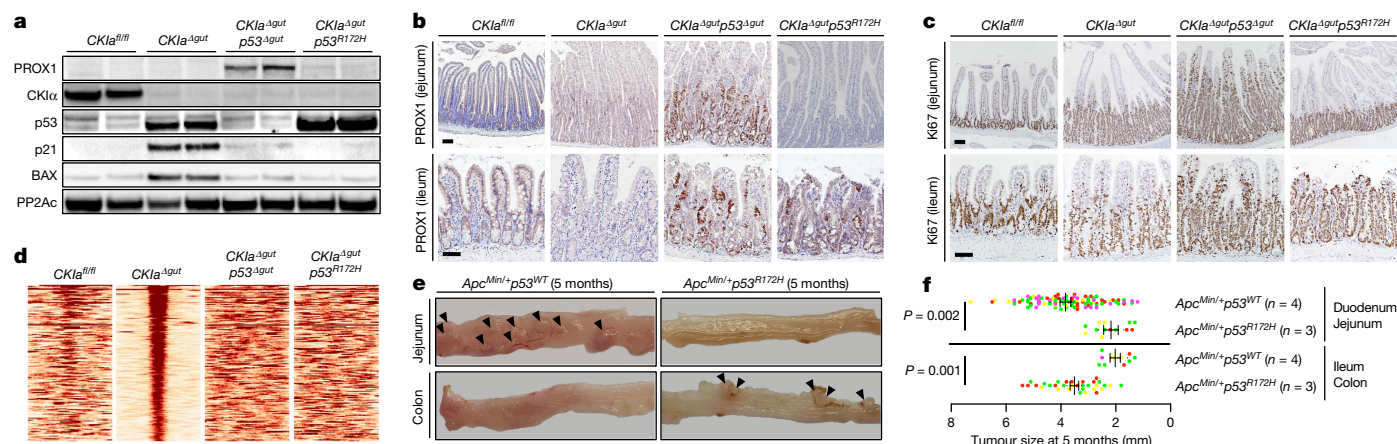 a
CKIa^fl/fl
CKIa^Δgut
CKIa^Δgut
p53^Δgut
CKIa^Δgut
p53^R172H
PROX1
CKIα
p53
p21
BAX
PP2Ac
b
CKIa^fl/fl
CKIa^Δgut
CKIa^Δgut p53^Δgut
CKIa^Δgut p53^R172H
PROX1 (jejunum)
PROX1 (ileum)
c
CKIa^fl/fl
CKIa^Δgut
CKIa^Δgut p53^Δgut
CKIa^Δgut p53^R172H
Ki67 (jejunum)
Ki67 (ileum)
d
CKIa^fl/fl
CKIa^Δgut
CKIa^Δgut
p53^Δgut
CKIa^Δgut
p53^R172H
e
Apc^Min/+ p53^WT (5 months)
Apc^Min/+ p53^R172H (5 months)
Jejunum
Colon
f
P = 0.002
Apc^Min/+ p53^WT (n = 4)
Apc^Min/+ p53^R172H (n = 3)
Duodenum
Jejunum
P = 0.001
Apc^Min/+ p53^WT (n = 4)
Apc^Min/+ p53^R172H (n = 3)
Ileum
Colon
8 6 4 2 0
Tumour size at 5 months (mm)